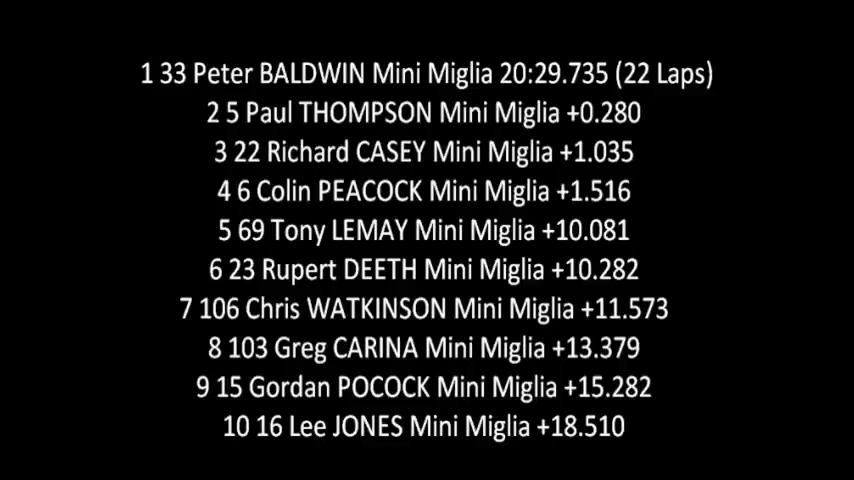 1 33 Peter BALDWIN Mini Miglia 20:29.735 (22 Laps)
2 5 Paul THOMPSON Mini Miglia +0.280
3 22 Richard CASEY Mini Miglia +1.035
4 6 Colin PEACOCK Mini Miglia +1.516
5 69 Tony LEMAY Mini Miglia +10.081
6 23 Rupert DEETH Mini Miglia +10.282
7 106 Chris WATKINSON Mini Miglia +11.573
8 103 Greg CARINA Mini Miglia +13.379
9 15 Gordan POCOCK Mini Miglia +15.282
10 16 Lee JONES Mini Miglia +18.510